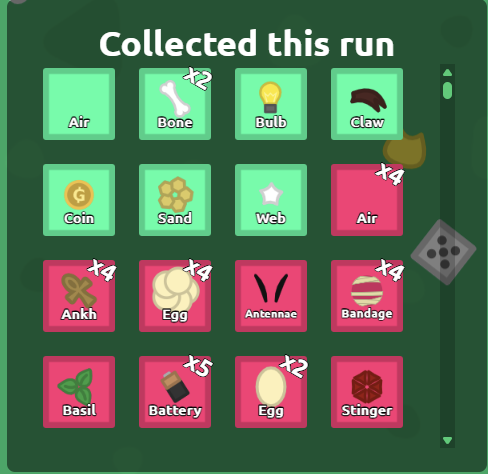 Collected this run
Air
x2 Bone
Bulb
Claw
Coin
G
Sand
Web
x4 Air
x4 Ankh
x4 Egg
Antennae
x4 Bandage
Basil
x5 Battery
x2 Egg
Stinger